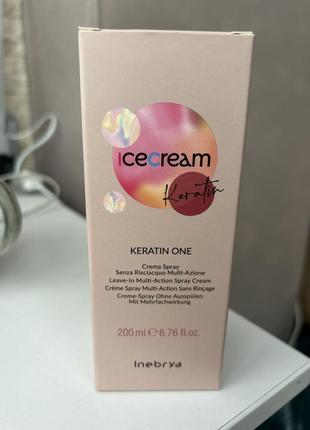 icecream
Keratin
KERATIN ONE
Crema Spray
Senza Risciacquo Multi-Azione
Leave-In Multi-Action Spray Cream
Crème Spray Multi-Action Sans Rinçage
Creme-Spray Ohne Ausspülen
Mit Mehrfachwirkung
200 ml ℮ 6.76 fl.oz.
Inebrya